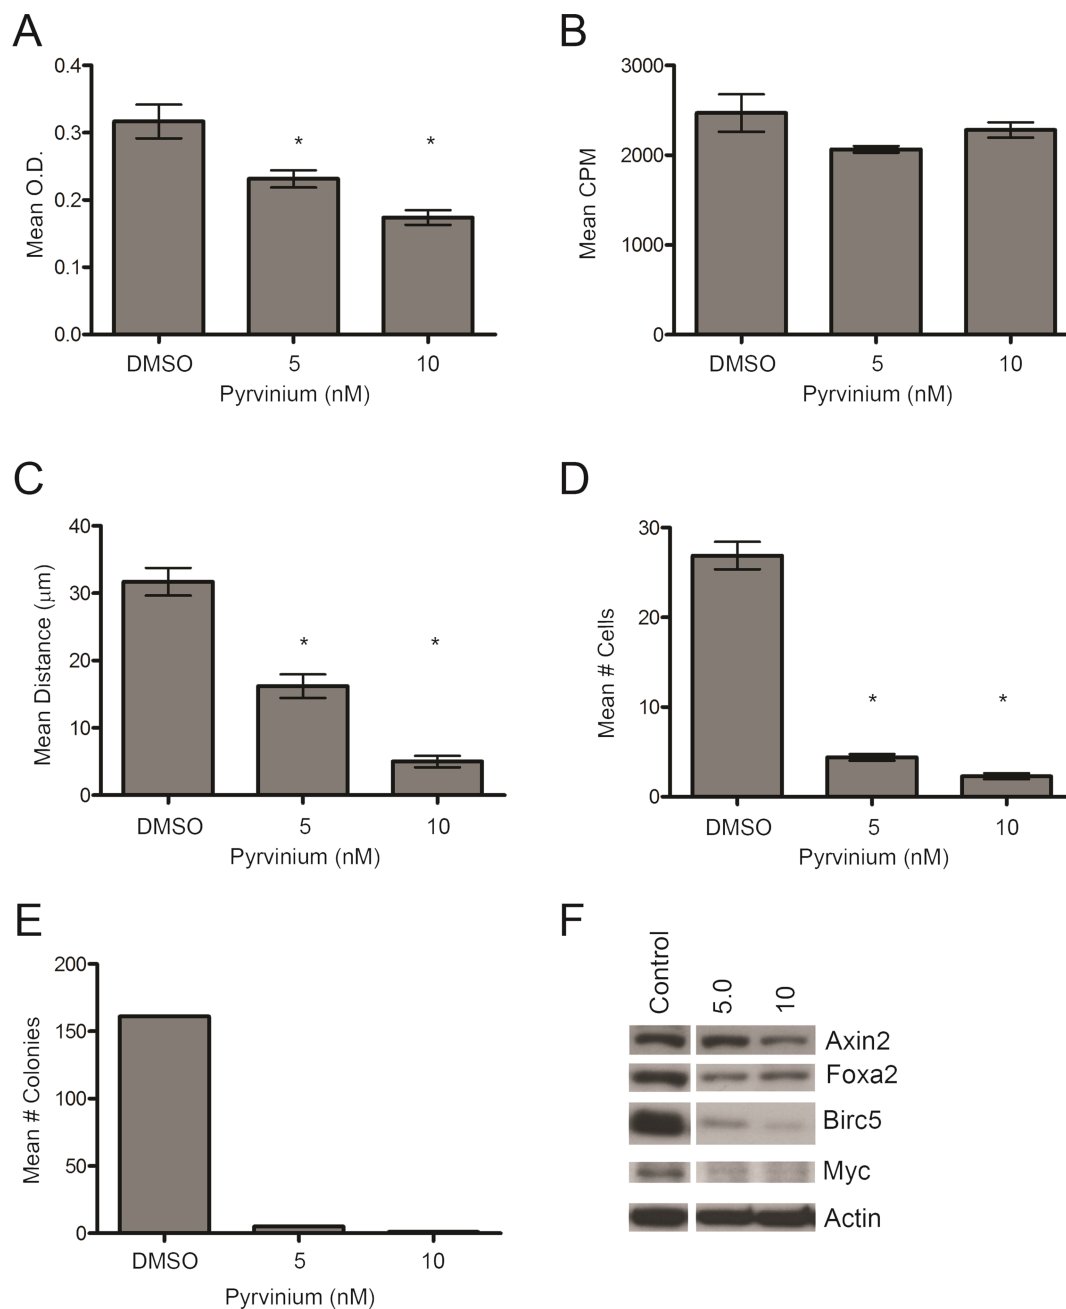 A
0.4
0.3
0.2
0.1
0.0
Mean O.D.
*
*
DMSO
5
10
Pyrvinium (nM)
B
3000
2000
1000
0
Mean CPM
DMSO
5
10
Pyrvinium (nM)
C
40
30
20
10
0
Mean Distance (μm)
*
*
DMSO
5
10
Pyrvinium (nM)
D
30
20
10
0
Mean # Cells
*
*
DMSO
5
10
Pyrvinium (nM)
E
200
150
100
50
0
Mean # Colonies
DMSO
5
10
Pyrvinium (nM)
F
Control
5.0
10
Axin2
Foxa2
Birc5
Myc
Actin